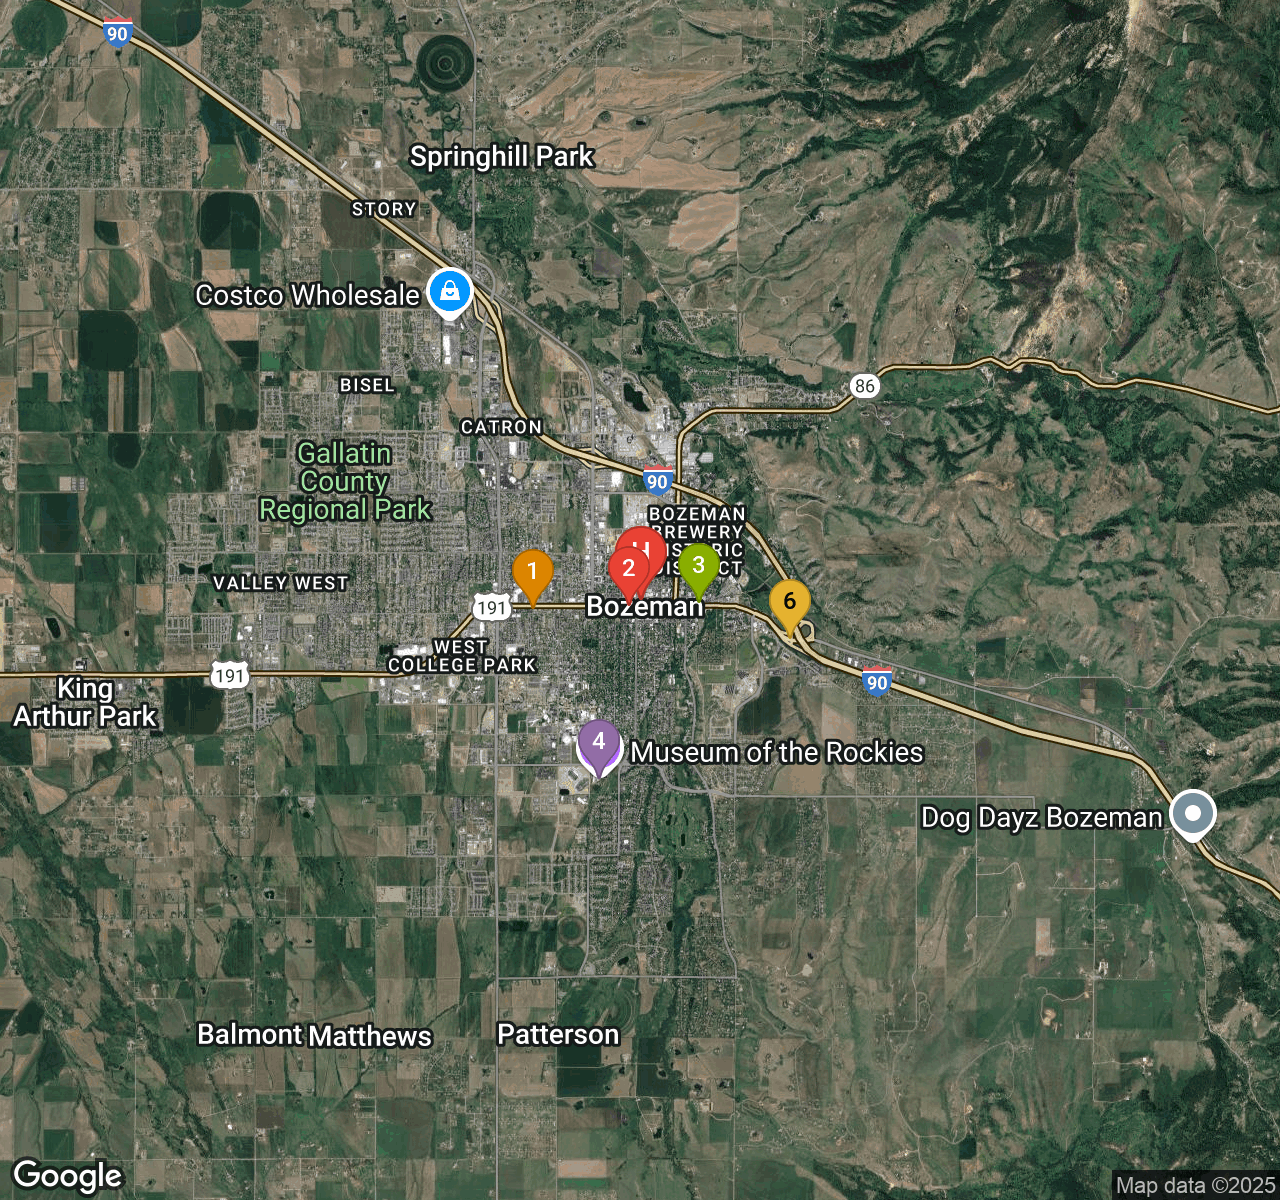 90
Springhill Park
STORY
Costco Wholesale
86
BISEL
CATRON
Gallatin
County
Regional Park
90
BOZEMAN
BREWERY
DISTRICT
VALLEY WEST
1
2
3
H
6
191
Bozeman
WEST
COLLEGE PARK
191
90
King
Arthur Park
4
Museum of the Rockies
Dog Dayz Bozeman
Balmont
Matthews
Patterson
Google
Map data ©2025